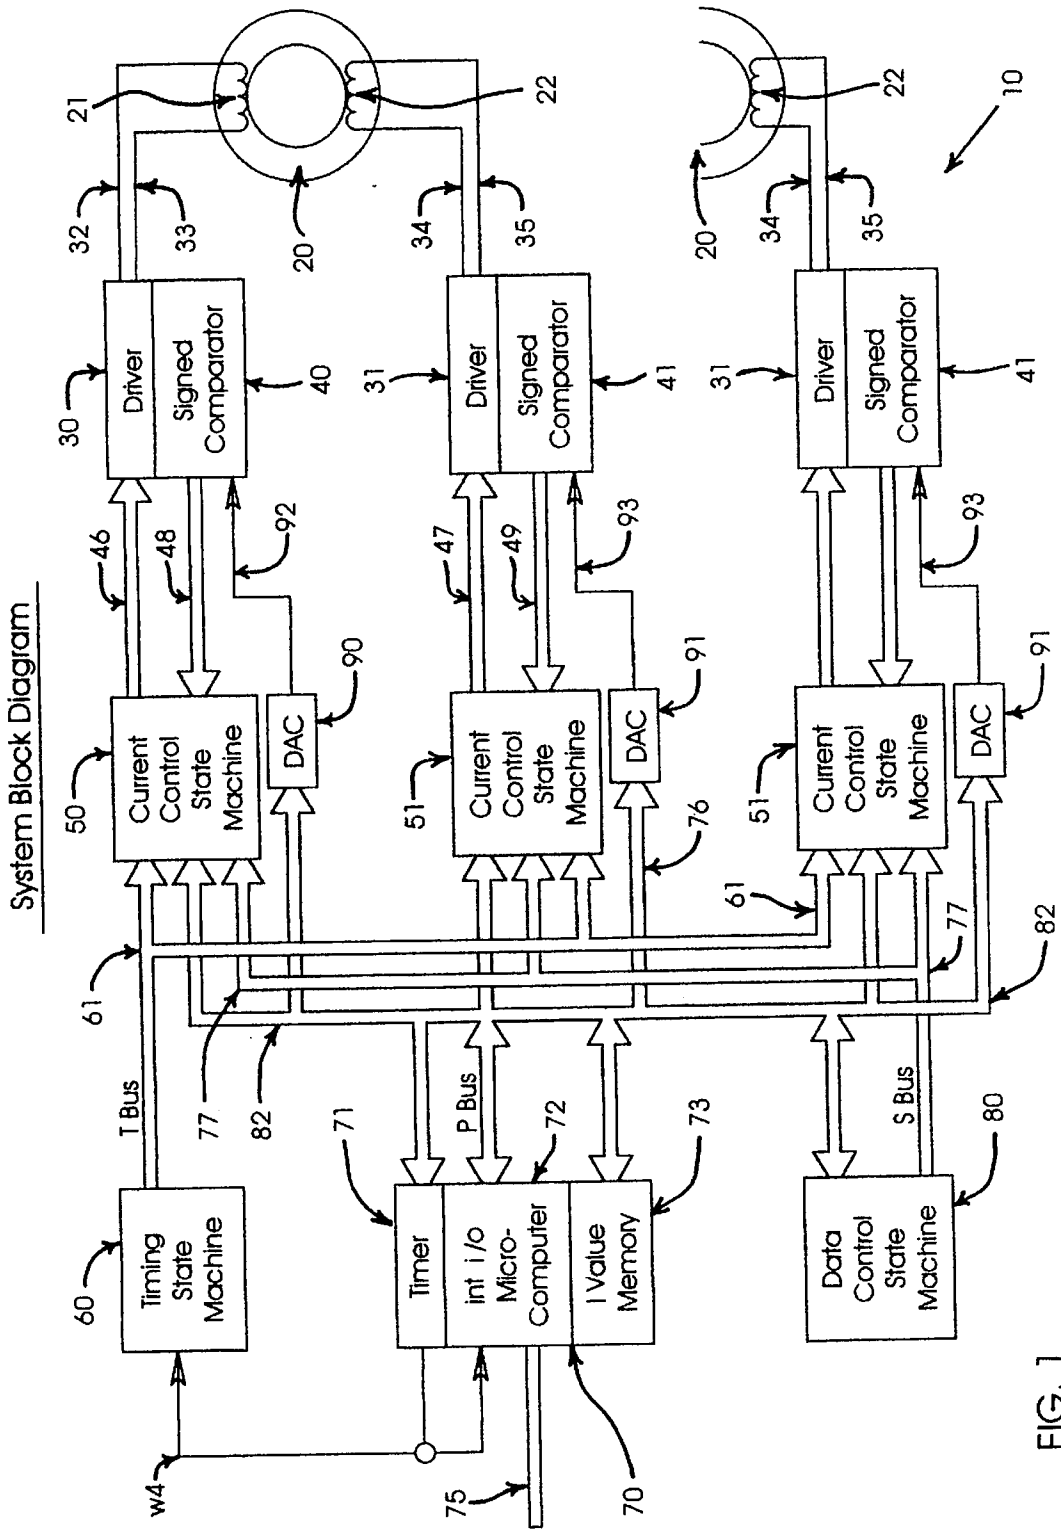 System Block Diagram
60
Timing
State
Machine
w4
T Bus
61
77
82
50
Current
Control
State
Machine
46
48
92
DAC
90
30
Driver
Signed
Comparator
40
32
33
21
20
22
75
70
71
Timer
int i/o
Micro-
Computer
I Value
Memory
72
73
P Bus
51
Current
Control
State
Machine
47
49
93
DAC
91
76
31
Driver
Signed
Comparator
41
34
35
Data
Control
State
Machine
80
S Bus
61
77
82
51
Current
Control
State
Machine
93
DAC
91
31
Driver
Signed
Comparator
41
34
35
20
22
10
FIG. 1